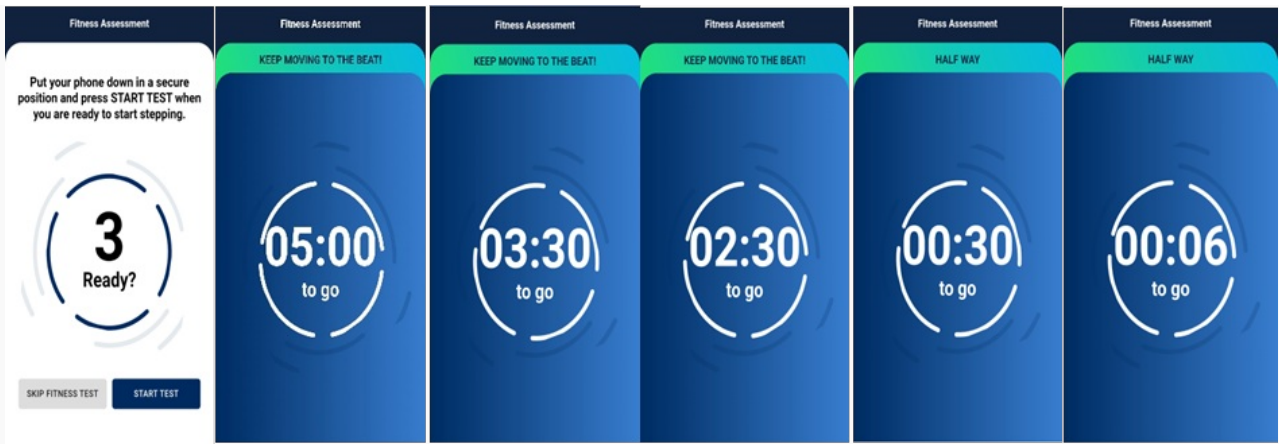 Fitness Assessment
Put your phone down in a secure
position and press START TEST when
you are ready to start stepping.
3
Ready?
SKIP FITNESS TEST
START TEST
Fitness Assessment
KEEP MOVING TO THE BEAT!
05:00
to go
Fitness Assessment
KEEP MOVING TO THE BEAT!
03:30
to go
Fitness Assessment
KEEP MOVING TO THE BEAT!
02:30
to go
Fitness Assessment
HALF WAY
00:30
to go
Fitness Assessment
HALF WAY
00:06
to go